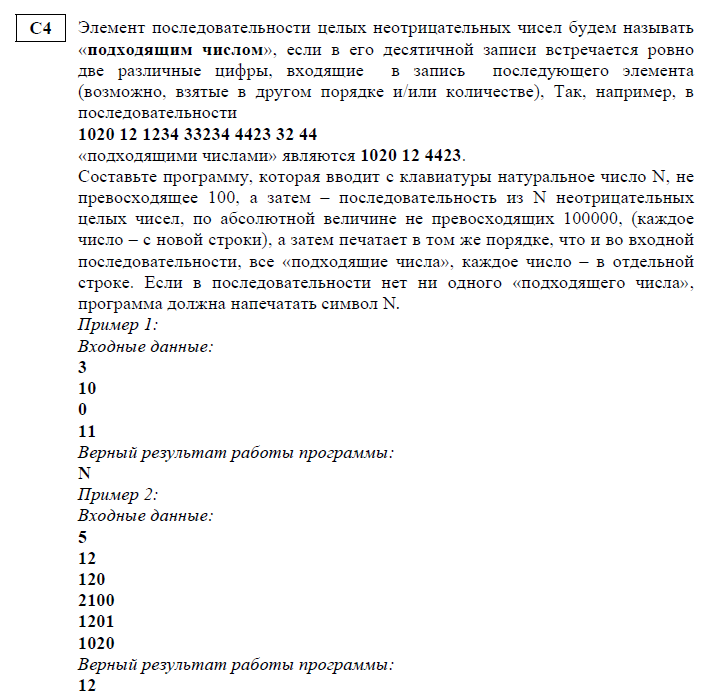 C4 Элемент последовательности целых неотрицательных чисел будем называть
«подходящим числом», если в его десятичной записи встречается ровно
две различные цифры, входящие в запись последующего элемента
(возможно, взятые в другом порядке и/или количестве), Так, например, в
последовательности
1020 12 1234 33234 4423 32 44
«подходящими числами» являются 1020 12 4423.
Составьте программу, которая вводит с клавиатуры натуральное число N, не
превосходящее 100, а затем – последовательность из N неотрицательных
целых чисел, по абсолютной величине не превосходящих 100000, (каждое
число – с новой строки), а затем печатает в том же порядке, что и во входной
последовательности, все «подходящие числа», каждое число – в отдельной
строке. Если в последовательности нет ни одного «подходящего числа»,
программа должна напечатать символ N.
Пример 1:
Входные данные:
3
10
0
11
Верный результат работы программы:
N
Пример 2:
Входные данные:
5
12
120
2100
1201
1020
Верный результат работы программы:
12